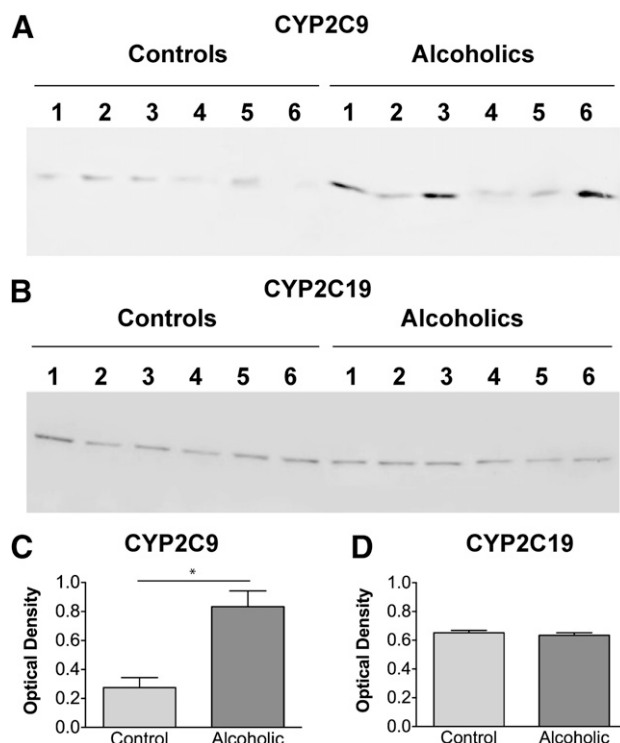 A
CYP2C9
Controls Alcoholics
1 2 3 4 5 6 1 2 3 4 5 6
B
CYP2C19
Controls Alcoholics
1 2 3 4 5 6 1 2 3 4 5 6
C CYP2C9
*
Optical Density
1.0
0.8
0.6
0.4
0.2
0.0
Control Alcoholic
D CYP2C19
Optical Density
1.0
0.8
0.6
0.4
0.2
0.0
Control Alcoholic